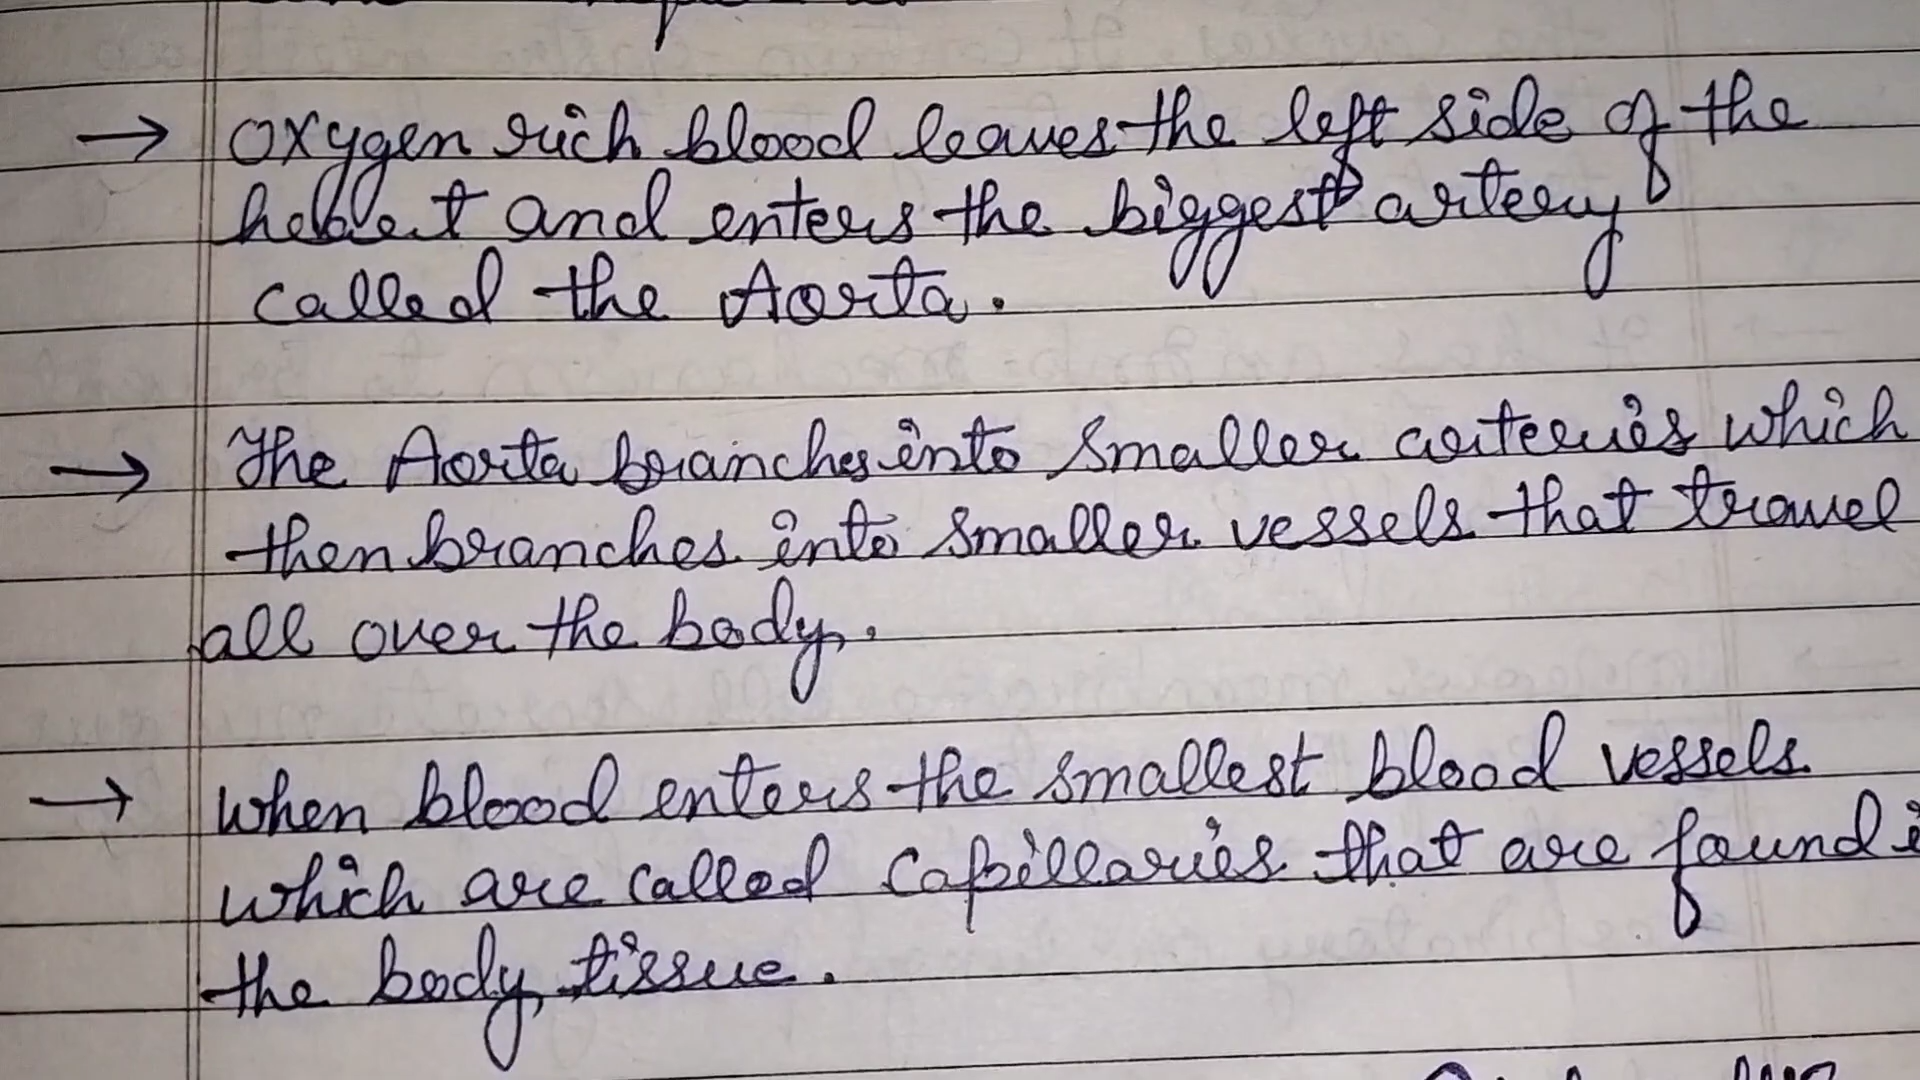 → Oxygen rich blood leaves the left side of the
heart and enters the biggest artery
called the Aorta.
→ The Aorta branches into smaller arteries which
then branches into smaller vessels that travel
all over the body.
→ When blood enters the smallest blood vessels
which are called capillaries that are found i
the body tissue.